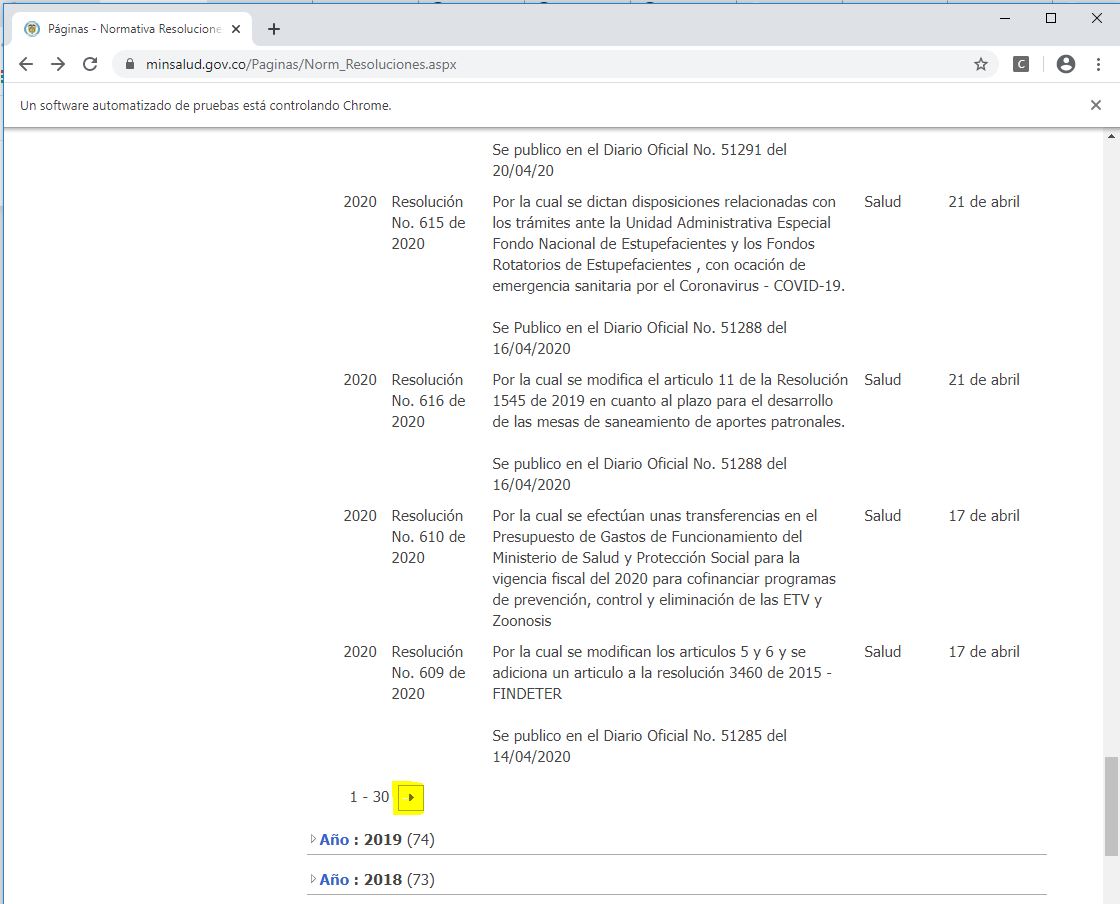 Páginas - Normativa Resolucione
minsalud.gov.co/Paginas/Norm_Resoluciones.aspx
C
Un software automatizado de pruebas está controlando Chrome.
Se publico en el Diario Oficial No. 51291 del
20/04/20
2020 Resolución Por la cual se dictan disposiciones relacionadas con Salud 21 de abril
No. 615 de los trámites ante la Unidad Administrativa Especial
2020 Fondo Nacional de Estupefacientes y los Fondos
Rotatorios de Estupefacientes , con ocación de
emergencia sanitaria por el Coronavirus - COVID-19.
Se Publico en el Diario Oficial No. 51288 del
16/04/2020
2020 Resolución Por la cual se modifica el articulo 11 de la Resolución Salud 21 de abril
No. 616 de 1545 de 2019 en cuanto al plazo para el desarrollo
2020 de las mesas de saneamiento de aportes patronales.
Se publico en el Diario Oficial No. 51288 del
16/04/2020
2020 Resolución Por la cual se efectúan unas transferencias en el Salud 17 de abril
No. 610 de Presupuesto de Gastos de Funcionamiento del
2020 Ministerio de Salud y Protección Social para la
vigencia fiscal del 2020 para cofinanciar programas
de prevención, control y eliminación de las ETV y
Zoonosis
2020 Resolución Por la cual se modifican los articulos 5 y 6 y se Salud 17 de abril
No. 609 de adiciona un articulo a la resolución 3460 de 2015 -
2020 FINDETER
Se publico en el Diario Oficial No. 51285 del
14/04/2020
1 - 30
Año : 2019 (74)
Año : 2018 (73)